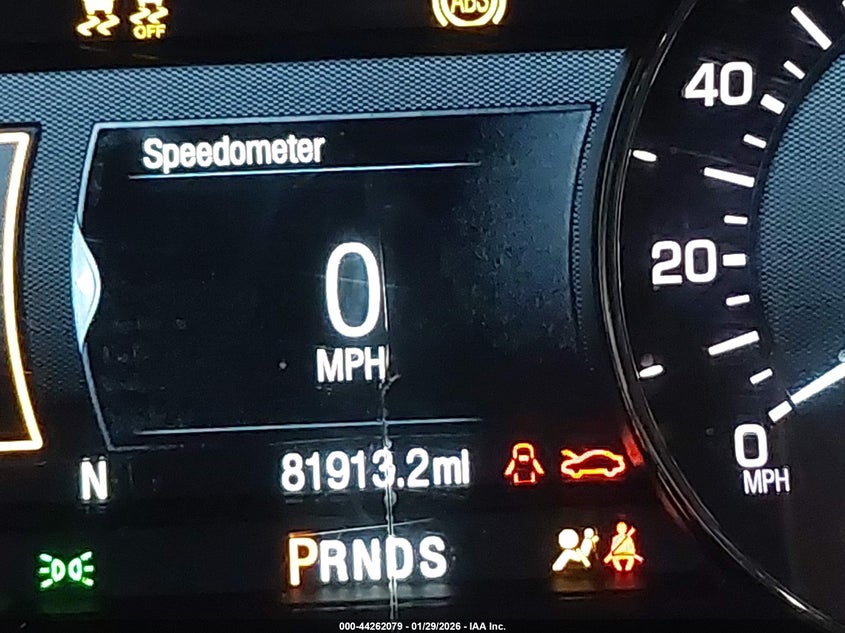 OFF
ABS
40
Speedometer
20
0
MPH
0
MPH
N
81913.2mi
PRNDS
000-44262079 - 01/29/2026 - IAA Inc.